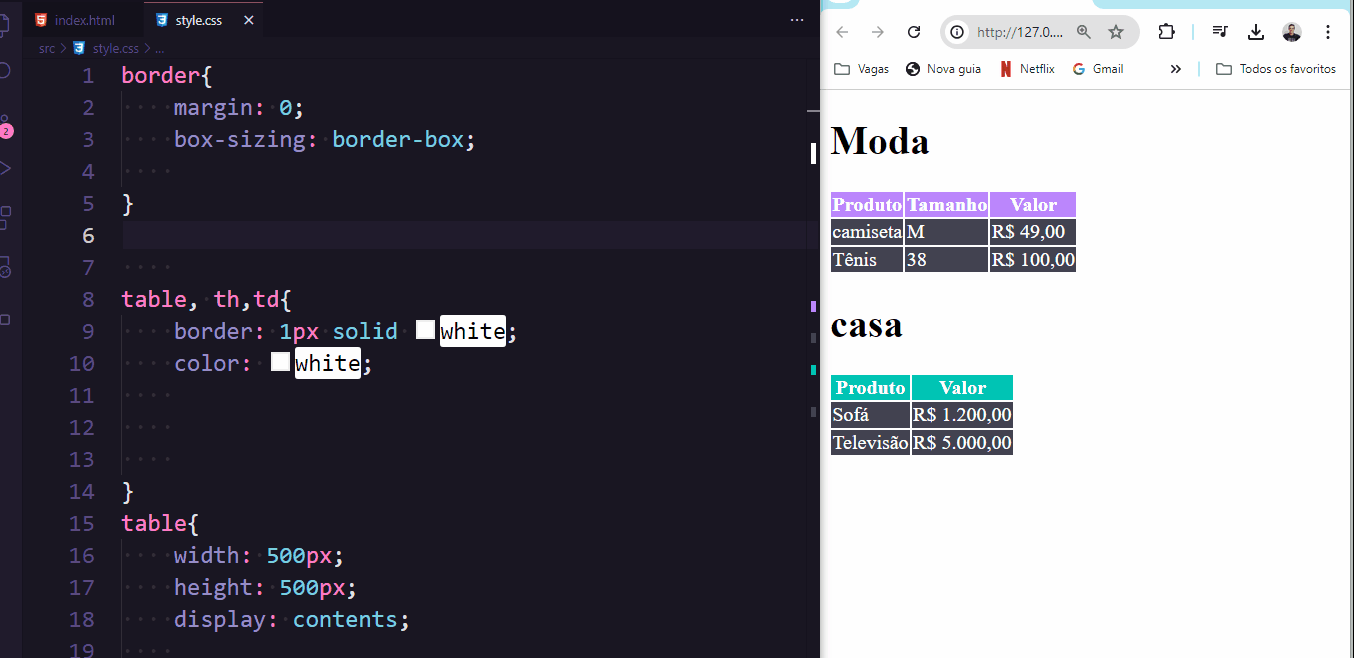 index.html
style.css
src > style.css > ...
1 border{
2 margin: 0;
3 box-sizing: border-box;
4
5 }
6
7
8 table, th,td{
9 border: 1px solid white;
10 color: white;
11
12
13
14 }
15 table{
16 width: 500px;
17 height: 500px;
18 display: contents;
19
2
http://127.0....
Vagas Nova guia Netflix Gmail » Todos os favoritos
Moda
Produto Tamanho Valor
camiseta M R$ 49,00
Tênis 38 R$ 100,00
casa
Produto Valor
Sofá R$ 1.200,00
Televisão R$ 5.000,00